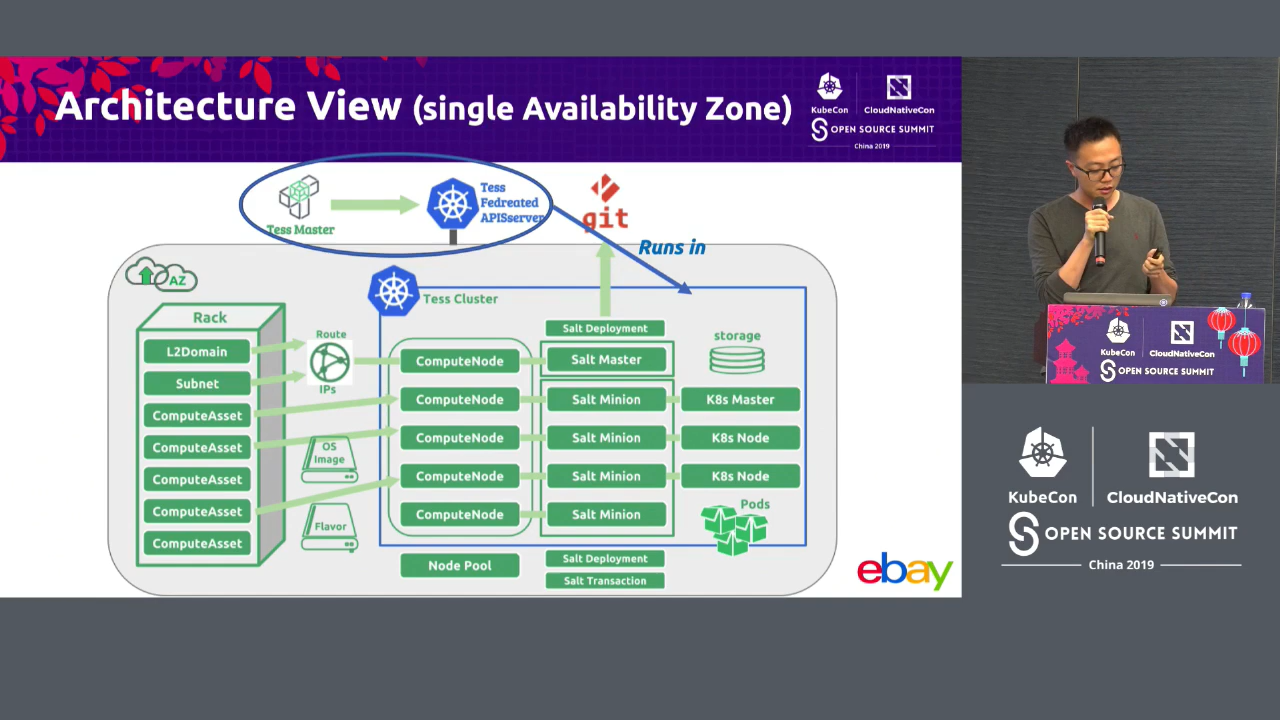 Architecture View (single Availability Zone)
KubeCon
CloudNativeCon
OPEN SOURCE SUMMIT
China 2019
Tess Master
Tess
Fedreated
APISserver
git
Runs in
AZ
Tess Cluster
Rack
L2Domain
Subnet
ComputeAsset
ComputeAsset
ComputeAsset
ComputeAsset
ComputeAsset
Route
IPs
OS
Image
Flavor
ComputeNode
ComputeNode
ComputeNode
ComputeNode
ComputeNode
Node Pool
Salt Deployment
Salt Master
Salt Minion
Salt Minion
Salt Minion
Salt Minion
Salt Deployment
Salt Transaction
storage
K8s Master
K8s Node
K8s Node
Pods
ebay
KubeCon
CloudNativeCon
OPEN SOURCE SUMMIT
KubeCon
CloudNativeCon
OPEN SOURCE SUMMIT
China 2019